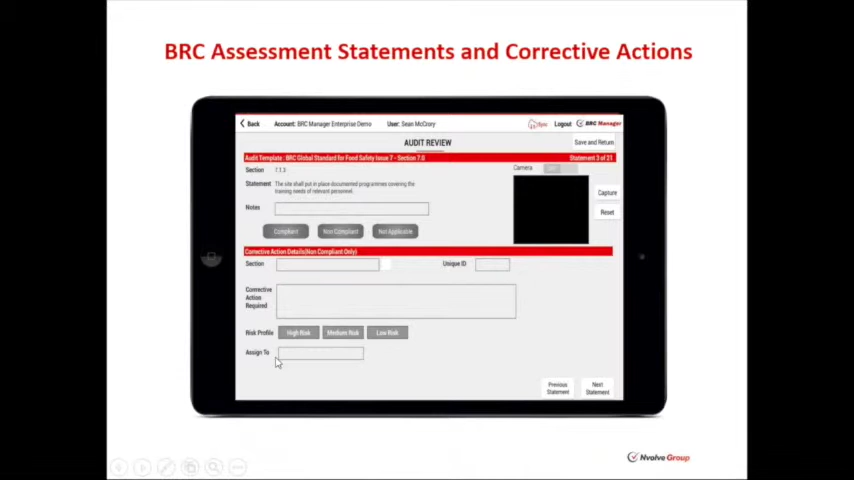 BRC Assessment Statements and Corrective Actions
Back Account: BRC Manager Enterprise Demo User: Sean McCrory Sync Logout BRC Manager
AUDIT REVIEW
Save and Return
Audit Template : BRC Global Standard for Food Safety Issue 7 - Section 7.0 Statement 3 of 21
Section 7.1.3
Camera
Statement The site shall put in place documented programmes covering the
training needs of relevant personnel.
Capture
Notes
Reset
Compliant Non Compliant Not Applicable
Corrective Action Details(Non Compliant Only)
Section Unique ID
Corrective
Action
Required
Risk Profile High Risk Medium Risk Low Risk
Assign To
Previous
Statement
Next
Statement
Nvolve Group